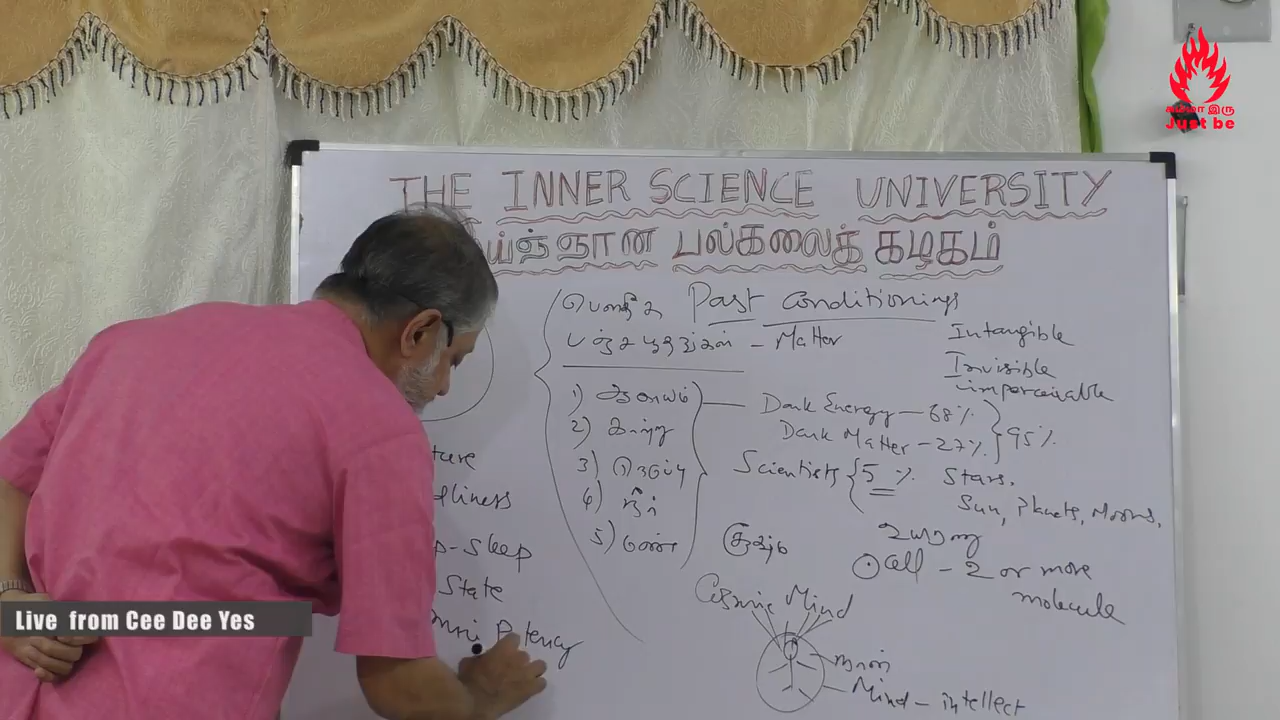 சும்மா இரு
Just be
THE INNER SCIENCE UNIVERSITY
பல்கலைக் கழகம்
Past Conditionings
பஞ்சபூதங்கள் - Matter
Intangible
Invisible
imperceivable
1) ஆகாயம் — Dark Energy - 68%
2) காற்று Dark Matter - 27% } 95%
3) நெருப்பு Scientists { 5 % Stars.
4) நீர் Sun, Planets, Moons,
5) மண்
cell - 2 or more
molecule
Cosmic Mind
நான்
Mind - intellect
liness
Sleep
State
Potency
Live from Cee Dee Yes